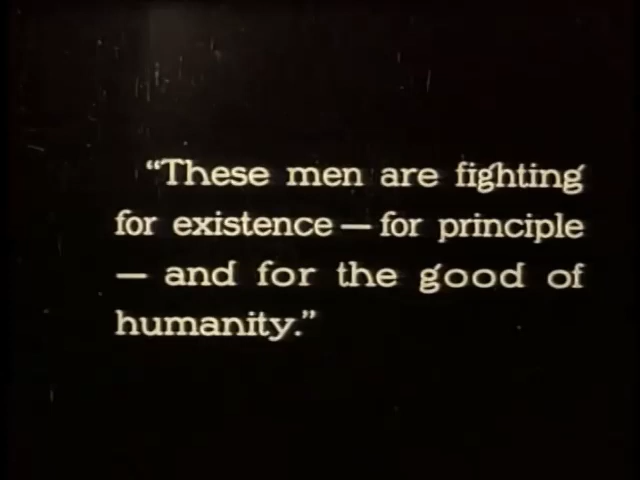 “These men are fighting
for existence — for principle
— and for the good of
humanity.”